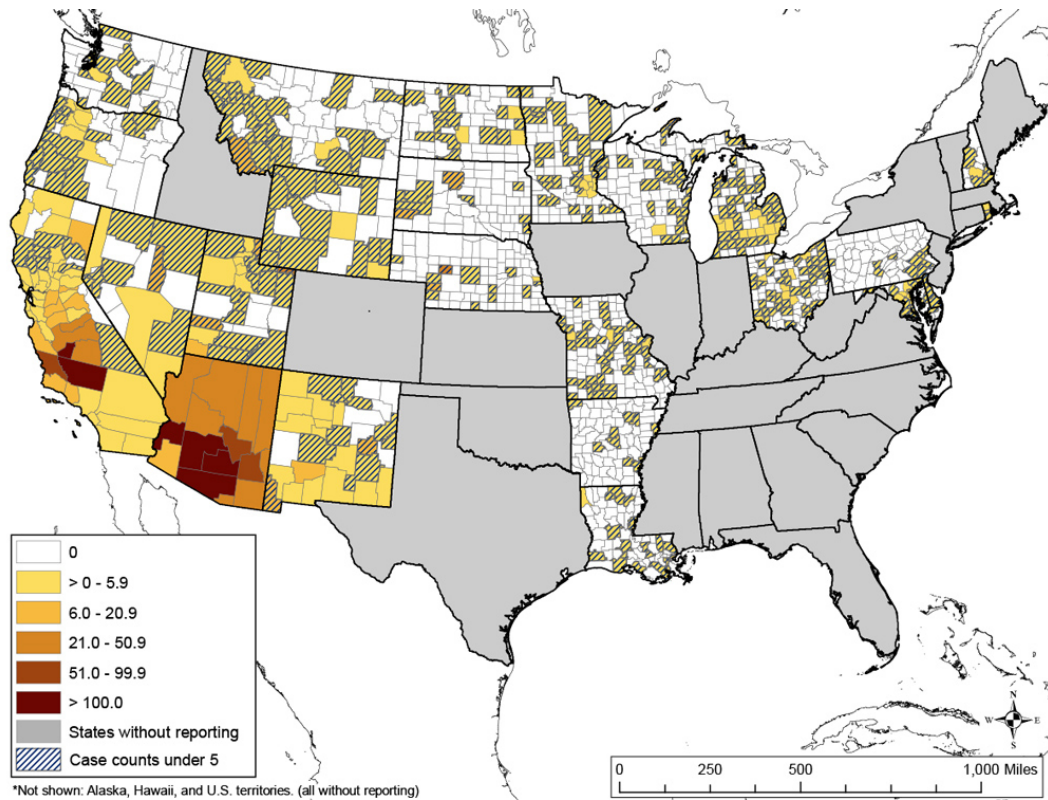 0
> 0 - 5.9
6.0 - 20.9
21.0 - 50.9
51.0 - 99.9
> 100.0
States without reporting
Case counts under 5
*Not shown: Alaska, Hawaii, and U.S. territories. (all without reporting)
N
W E
S
0 250 500 1,000 Miles